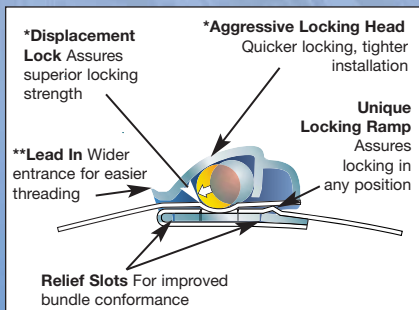 *Displacement
Lock Assures
superior locking
strength
*Aggressive Locking Head
Quicker locking, tighter
installation
Unique
Locking Ramp
Assures
locking in
any position
**Lead In Wider
entrance for easier
threading
Relief Slots For improved
bundle conformance